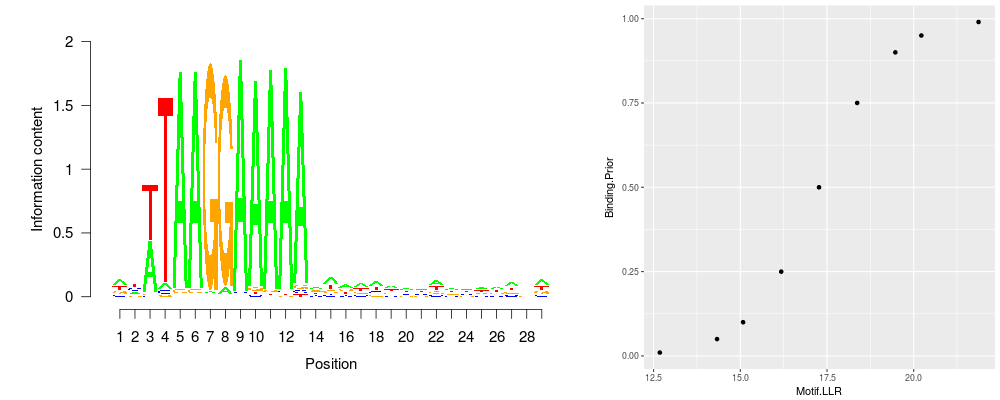 2
1.5
1
0.5
0
Information content
T T A A G G A A A A A
A
1 2 3 4 5 6 7 8 9 10 12 14 16 18 20 22 24 26 28
Position
1.00
0.75
0.50
0.25
0.00
Binding.Prior
12.5 15.0 17.5 20.0
Motif.LLR